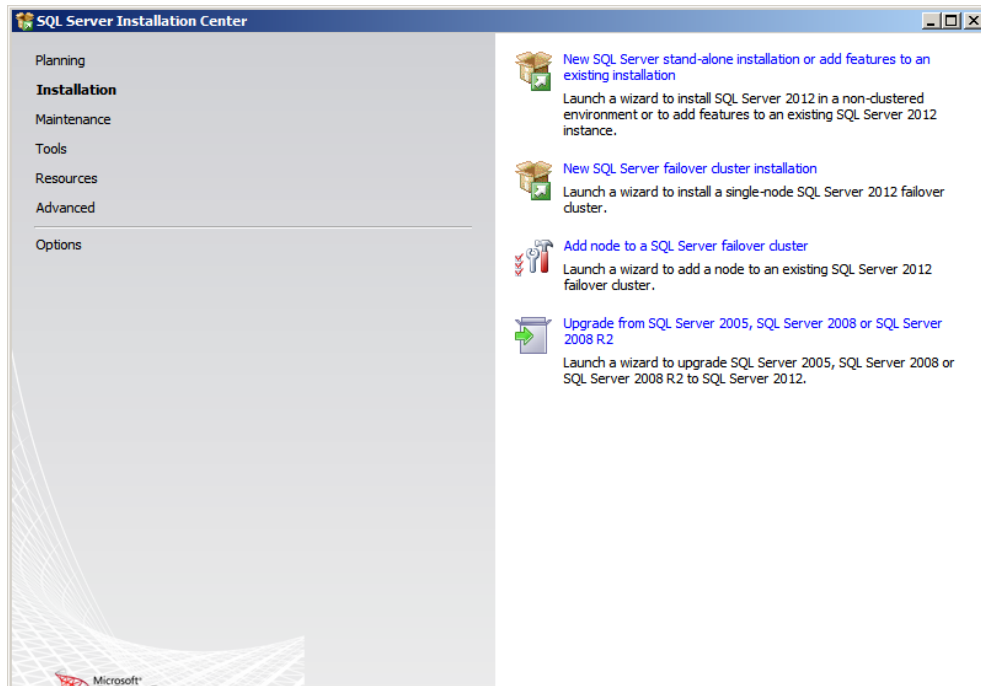 SQL Server Installation Center
Planning
Installation
Maintenance
Tools
Resources
Advanced
Options
New SQL Server stand-alone installation or add features to an
existing installation
Launch a wizard to install SQL Server 2012 in a non-clustered
environment or to add features to an existing SQL Server 2012
instance.
New SQL Server failover cluster installation
Launch a wizard to install a single-node SQL Server 2012 failover
cluster.
Add node to a SQL Server failover cluster
Launch a wizard to add a node to an existing SQL Server 2012
failover cluster.
Upgrade from SQL Server 2005, SQL Server 2008 or SQL Server
2008 R2
Launch a wizard to upgrade SQL Server 2005, SQL Server 2008 or
SQL Server 2008 R2 to SQL Server 2012.
Microsoft